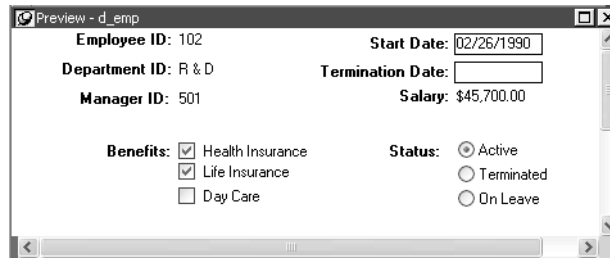 Preview - d_emp
Employee ID: 102 Start Date: 02/26/1990
Department ID: R & D Termination Date:
Manager ID: 501 Salary: $45,700.00
Benefits: Health Insurance Status: Active
Life Insurance Terminated
Day Care On Leave